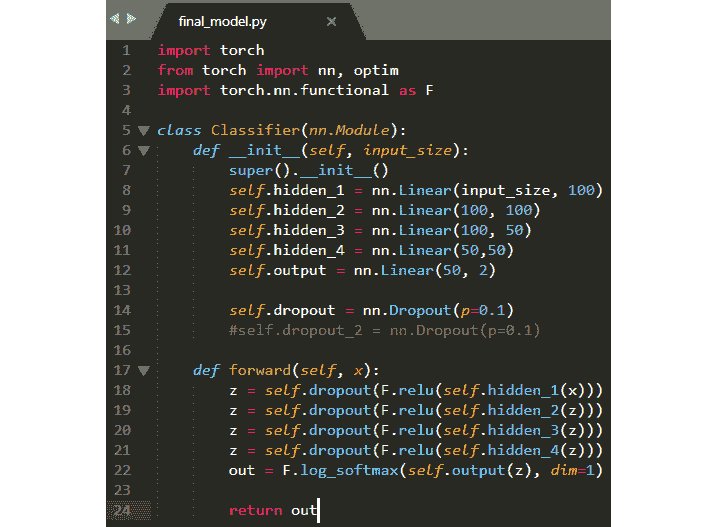 final_model.py ×
1 import torch
2 from torch import nn, optim
3 import torch.nn.functional as F
4
5 class Classifier(nn.Module):
6     def __init__(self, input_size):
7         super().__init__()
8         self.hidden_1 = nn.Linear(input_size, 100)
9         self.hidden_2 = nn.Linear(100, 100)
10         self.hidden_3 = nn.Linear(100, 50)
11         self.hidden_4 = nn.Linear(50,50)
12         self.output = nn.Linear(50, 2)
13
14         self.dropout = nn.Dropout(p=0.1)
15         #self.dropout_2 = nn.Dropout(p=0.1)
16
17     def forward(self, x):
18         z = self.dropout(F.relu(self.hidden_1(x)))
19         z = self.dropout(F.relu(self.hidden_2(z)))
20         z = self.dropout(F.relu(self.hidden_3(z)))
21         z = self.dropout(F.relu(self.hidden_4(z)))
22         out = F.log_softmax(self.output(z), dim=1)
23
24         return out